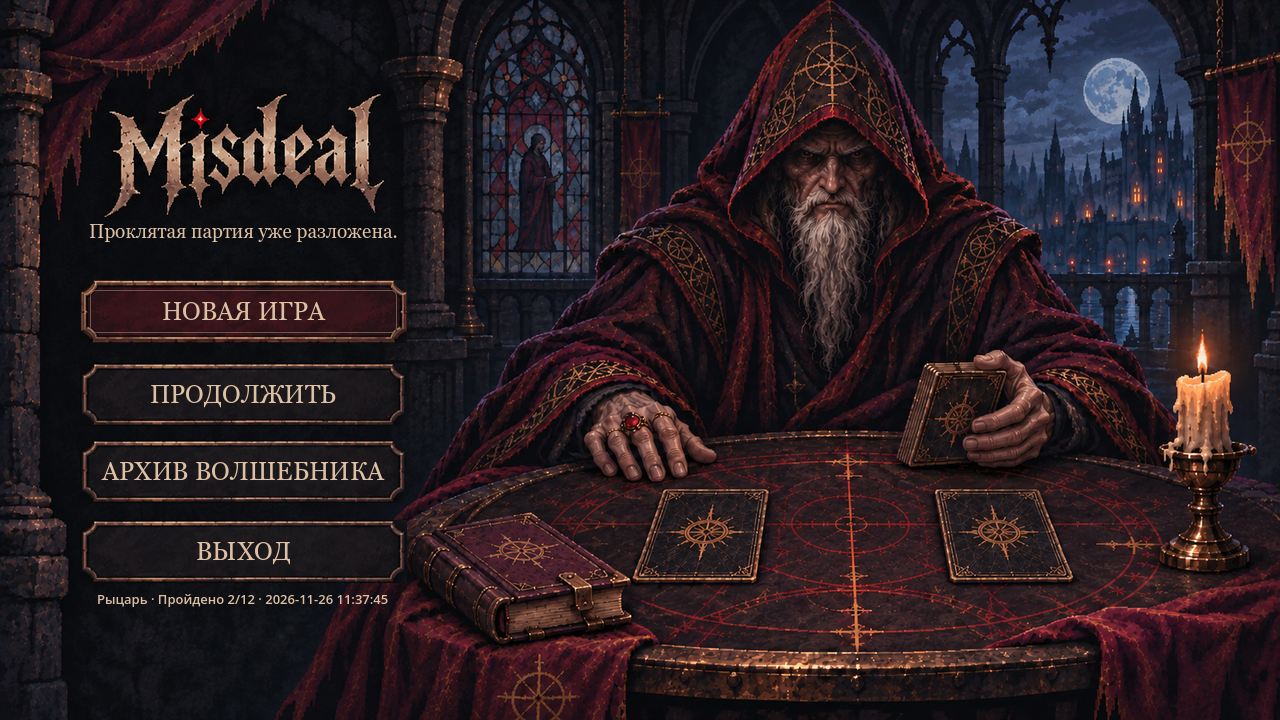 Misdeal
Проклятая партия уже разложена.
НОВАЯ ИГРА
ПРОДОЛЖИТЬ
АРХИВ ВОЛШЕБНИКА
ВЫХОД
Рыцарь · Пройдено 2/12 · 2026-11-26 11:37:45